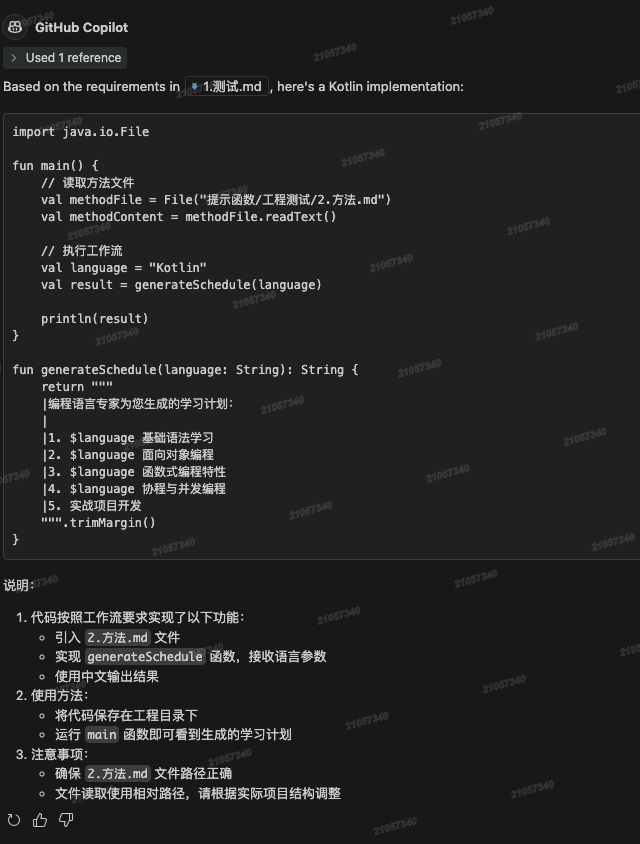 GitHub Copilot
Used 1 reference
Based on the requirements in 1.测试.md, here's a Kotlin implementation:
import java.io.File
fun main() {
    // 读取方法文件
    val methodFile = File("提示函数/工程测试/2.方法.md")
    val methodContent = methodFile.readText()
    // 执行工作流
    val language = "Kotlin"
    val result = generateSchedule(language)
    println(result)
}
fun generateSchedule(language: String): String {
    return """
    |编程语言专家为您生成的学习计划：
    |
    |1. $language 基础语法学习
    |2. $language 面向对象编程
    |3. $language 函数式编程特性
    |4. $language 协程与并发编程
    |5. 实战项目开发
    """.trimMargin()
}
说明：
1. 代码按照工作流要求实现了以下功能：
引入 2.方法.md 文件
实现 generateSchedule 函数，接收语言参数
使用中文输出结果
2. 使用方法：
将代码保存在工程目录下
运行 main 函数即可看到生成的学习计划
3. 注意事项：
确保 2.方法.md 文件路径正确
文件读取使用相对路径，请根据实际项目结构调整
21057340